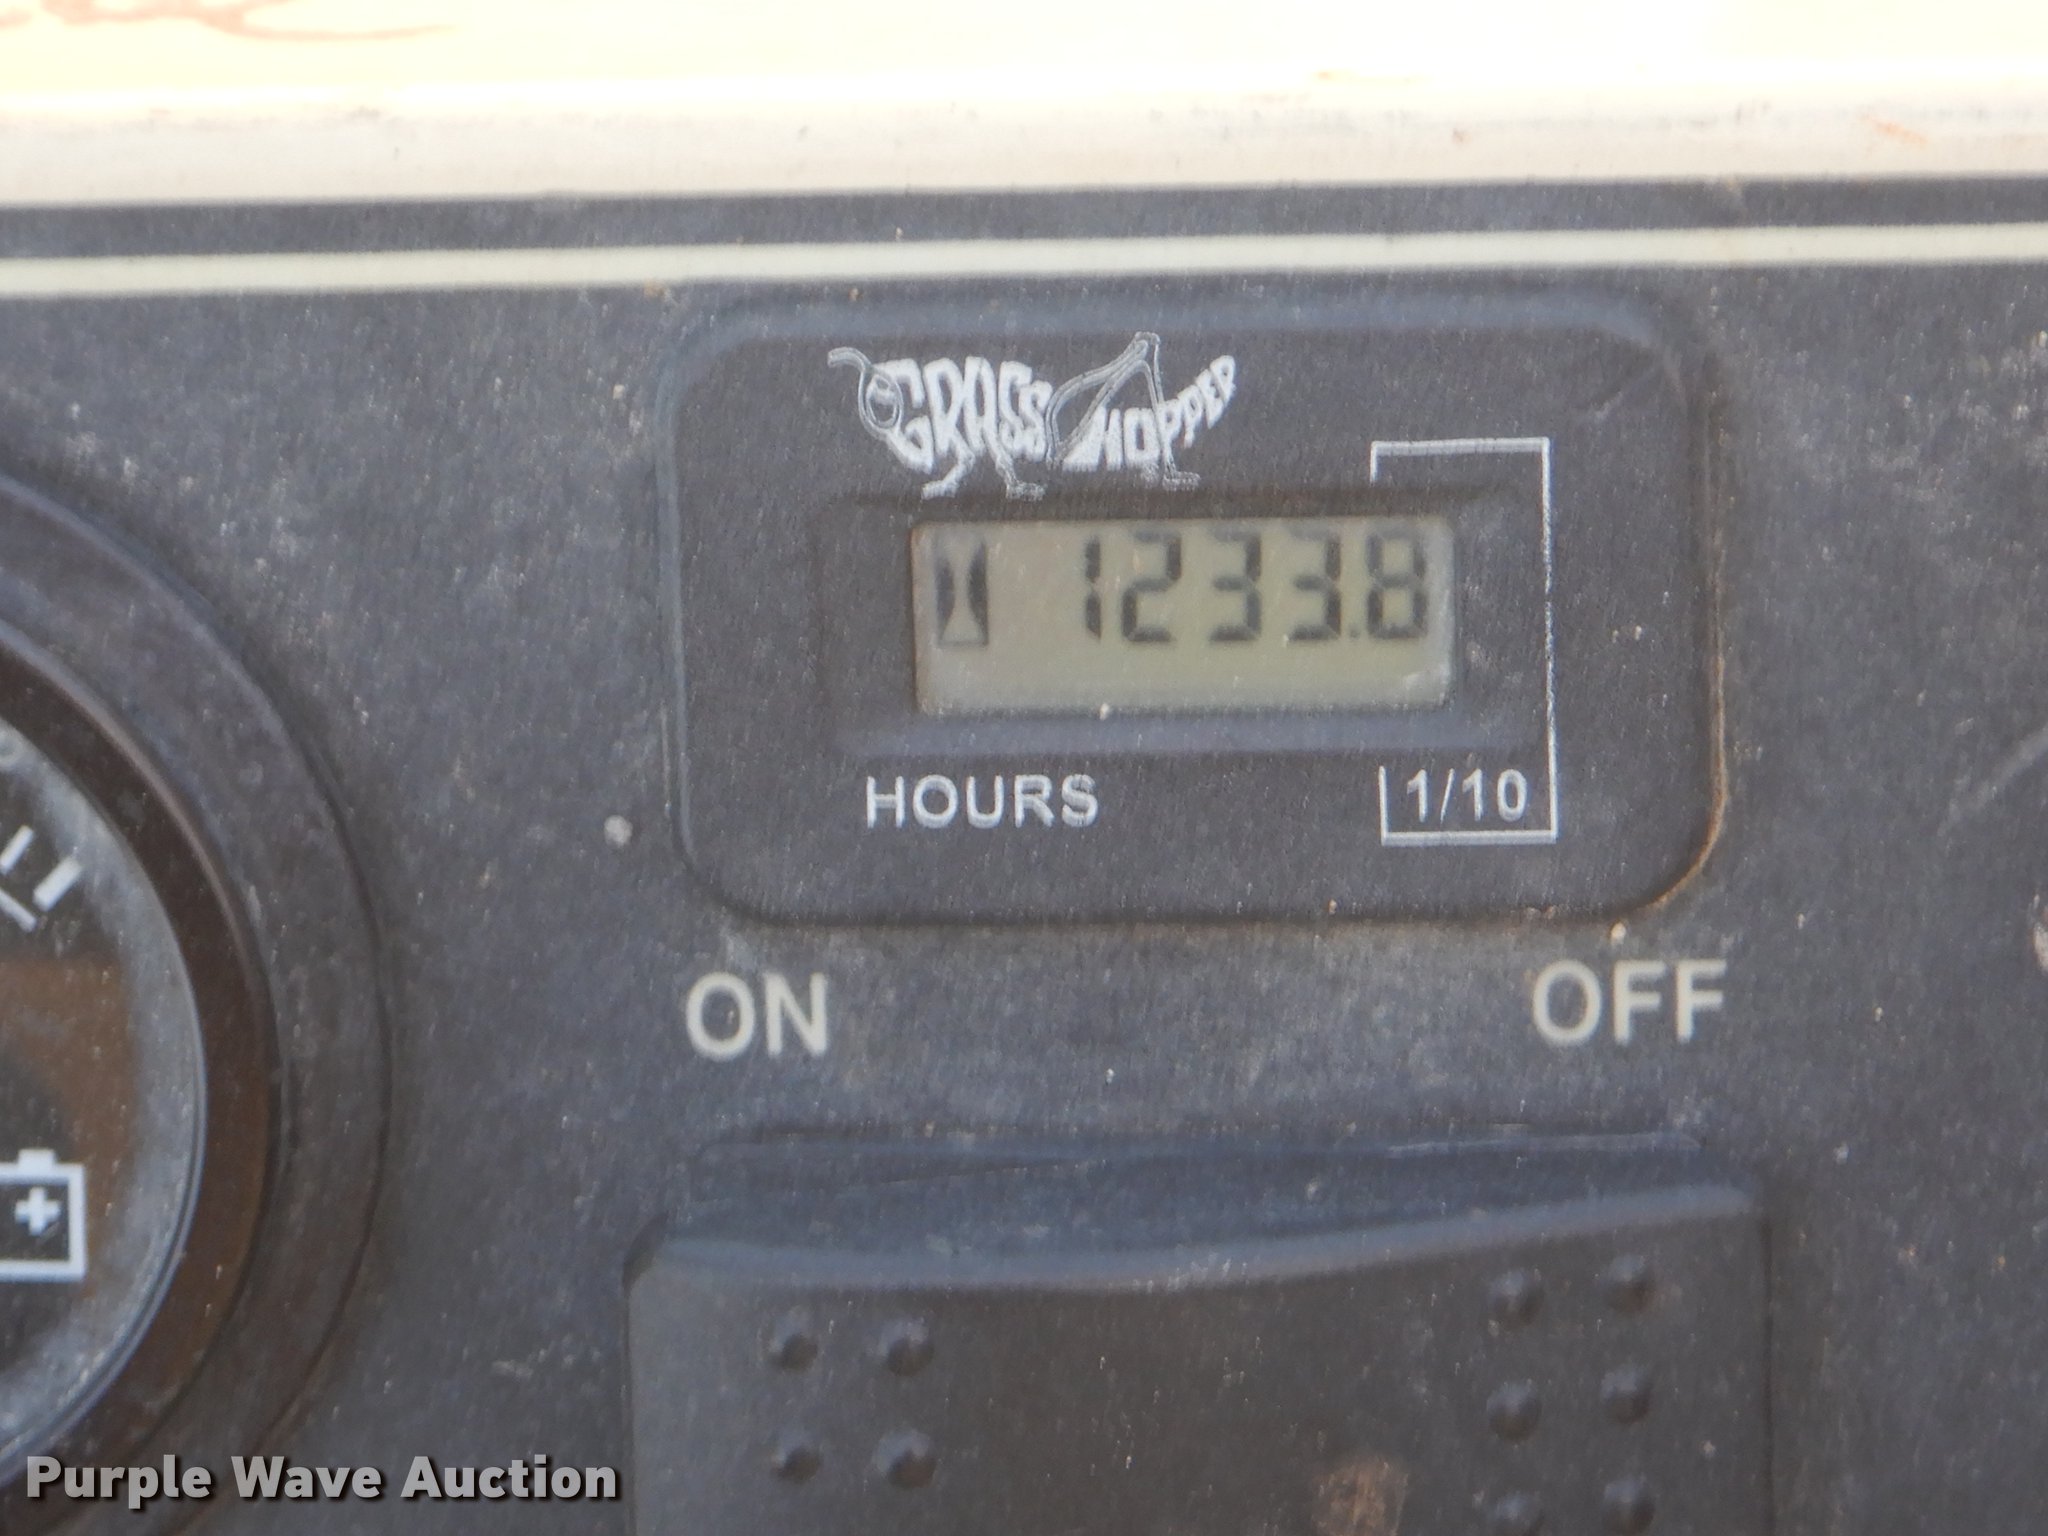 GRASSHOPPER
1233.8
HOURS
1/10
ON
OFF
Purple Wave Auction